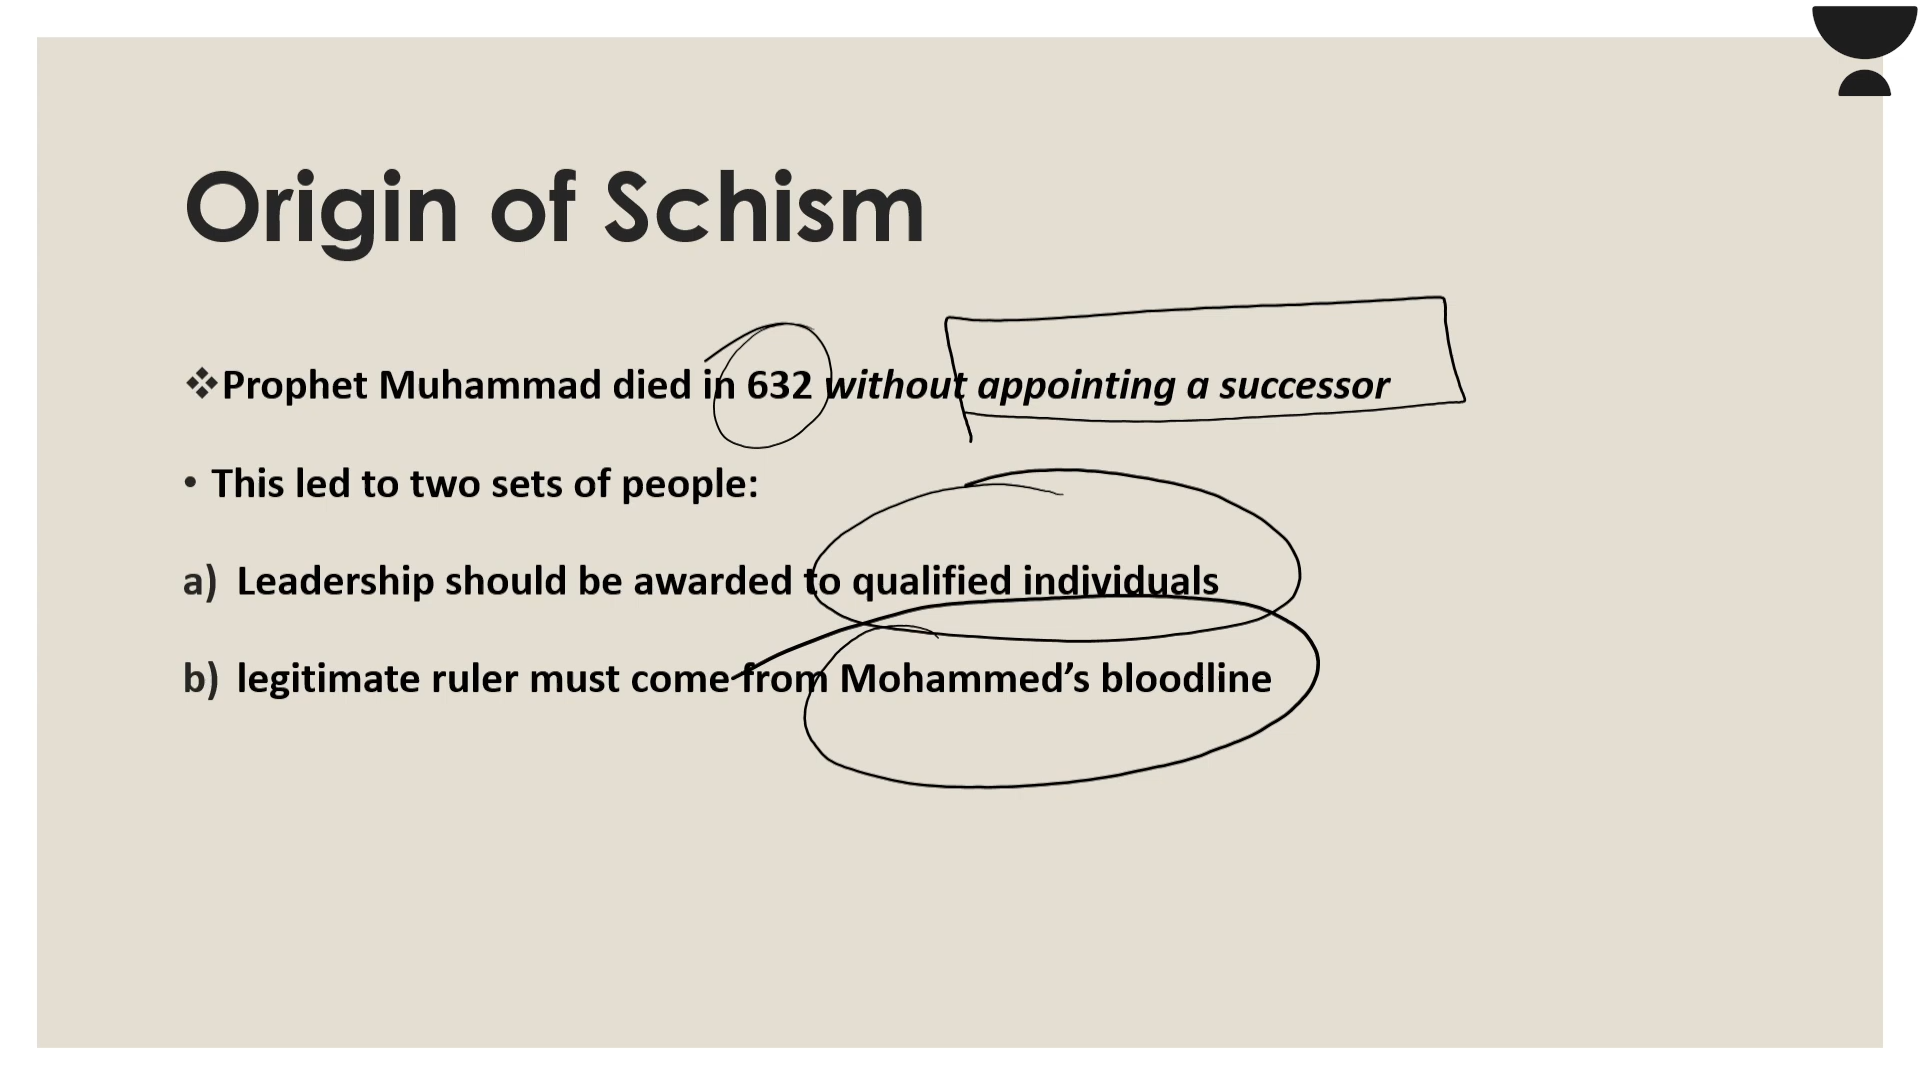 Origin of Schism
❖Prophet Muhammad died in 632 without appointing a successor
• This led to two sets of people:
a) Leadership should be awarded to qualified individuals
b) legitimate ruler must come from Mohammed’s bloodline